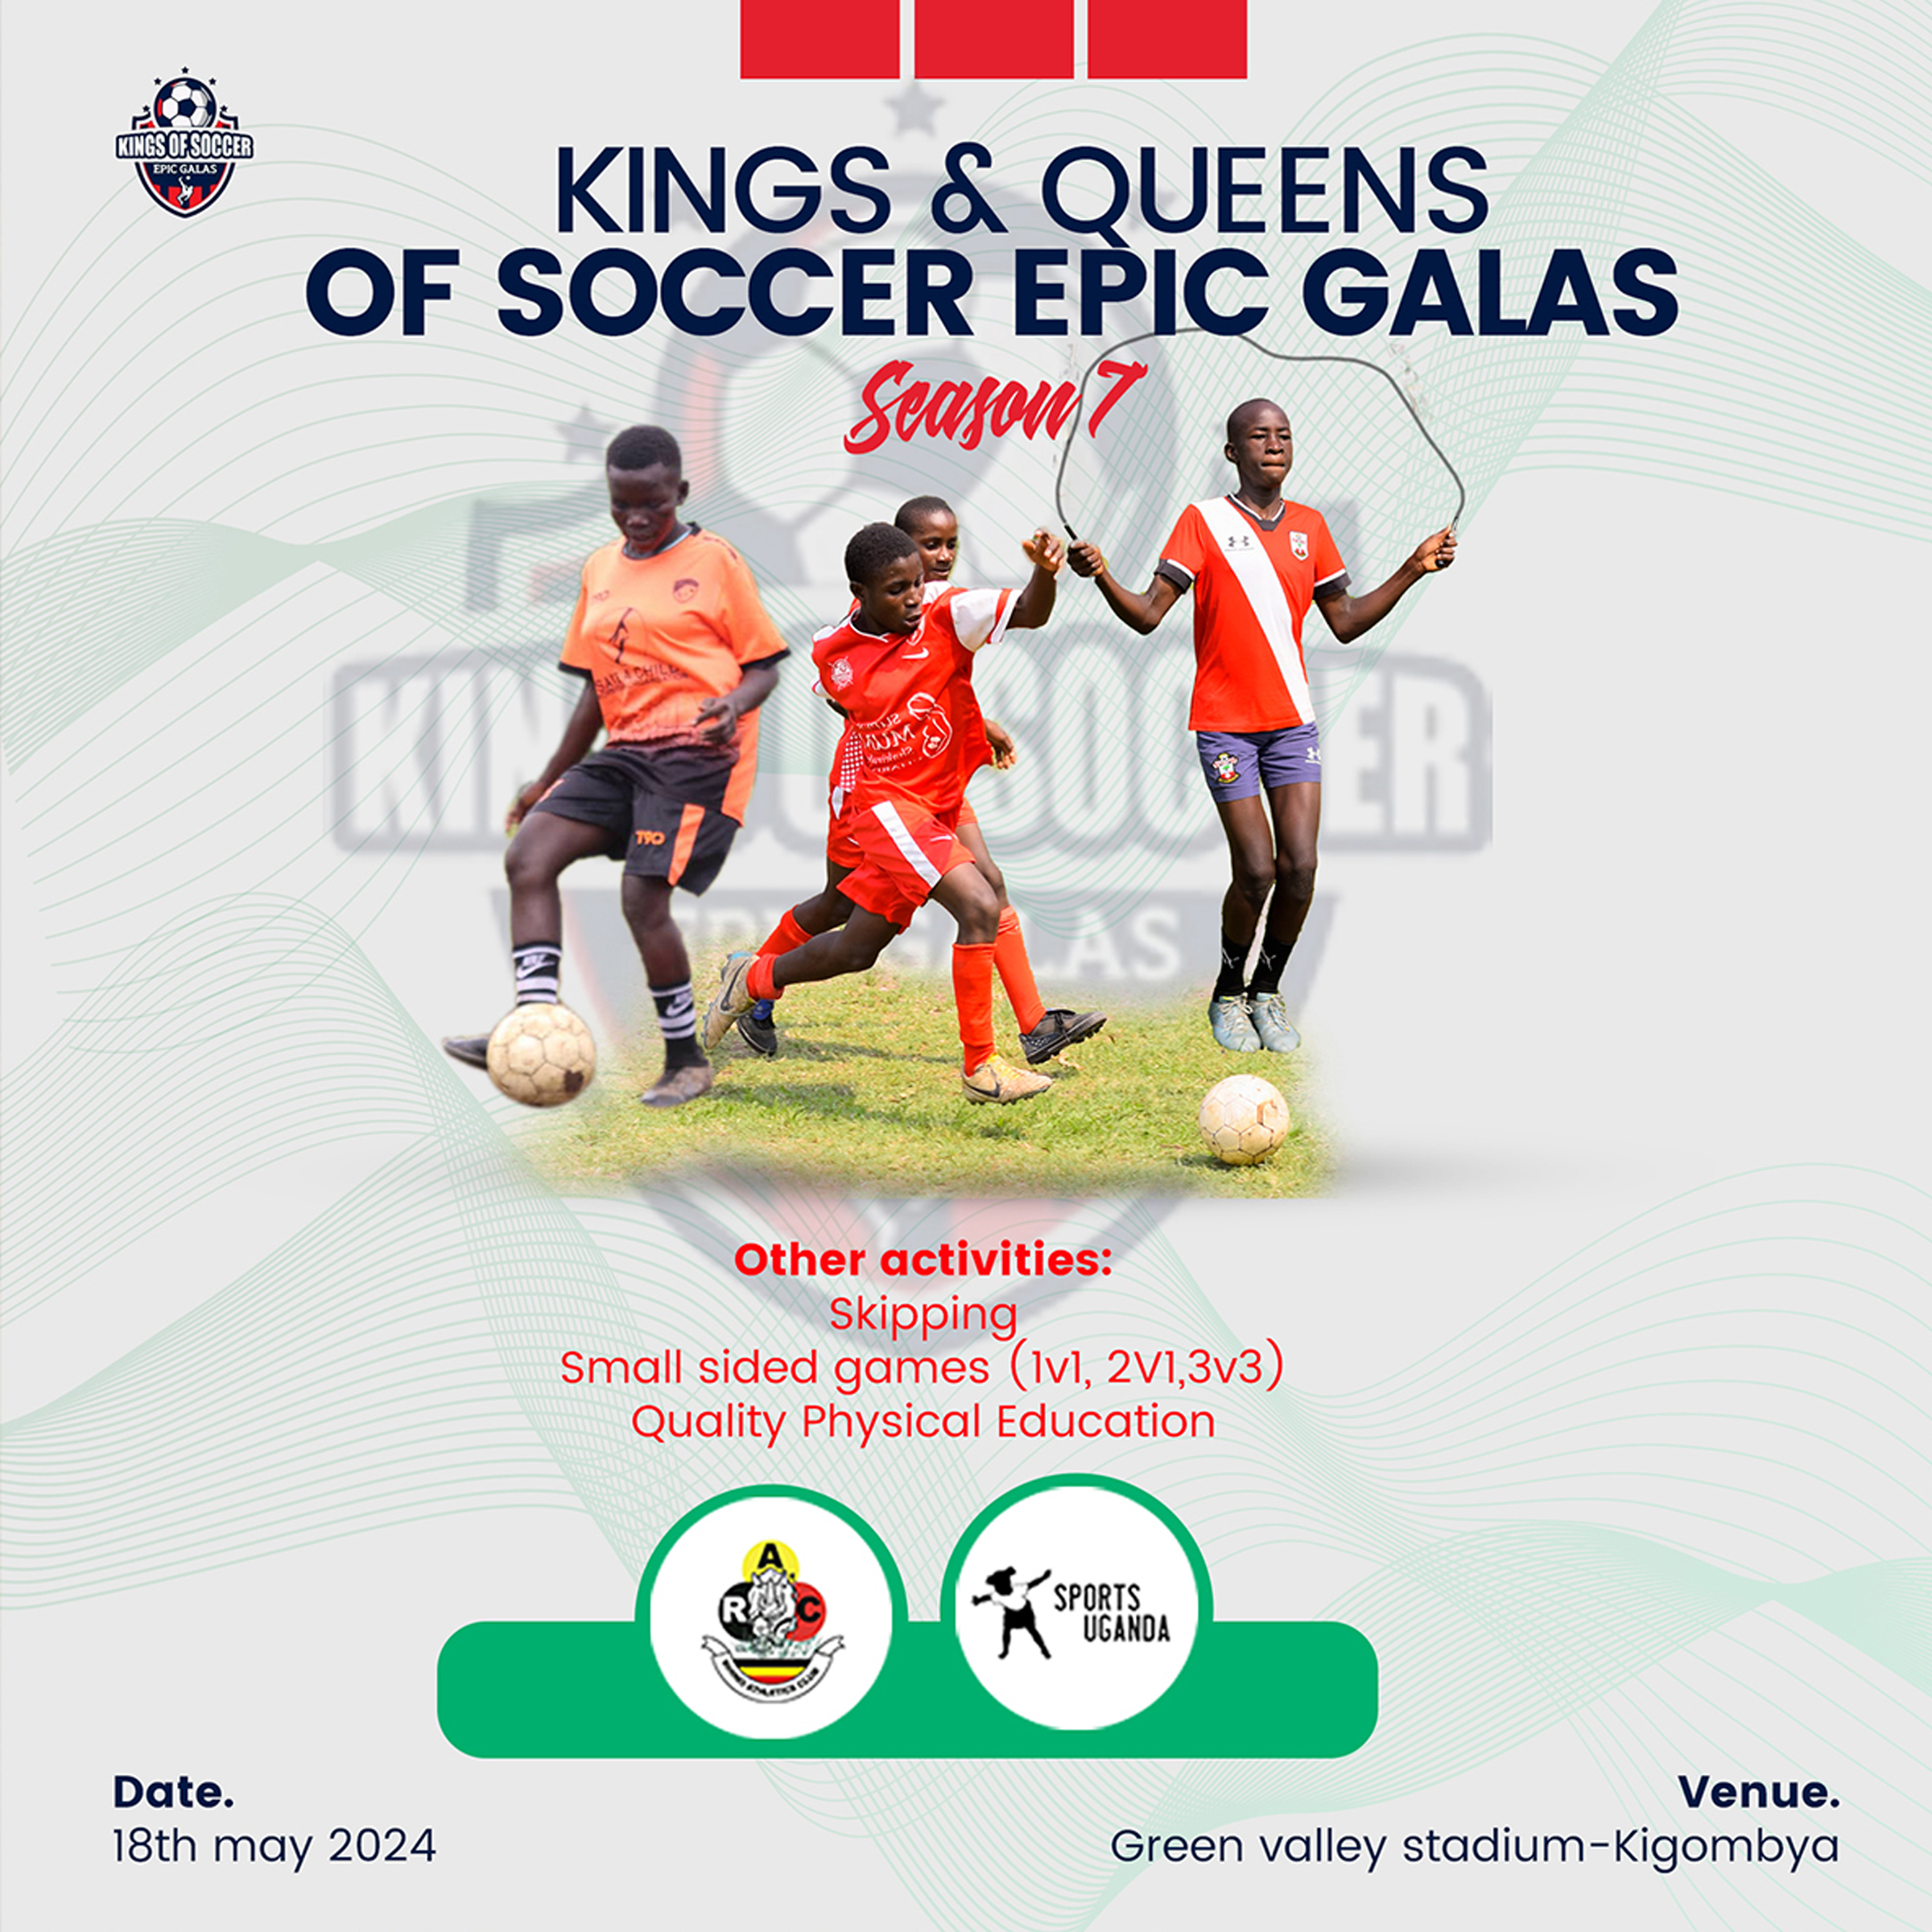 KINGS OF SOCCER
EPIC GALAS
KINGS & QUEENS
OF SOCCER EPIC GALAS
Season 7
T90
Other activities:
Skipping
Small sided games (1v1, 2V1,3v3)
Quality Physical Education
A
R C
SPORTS
UGANDA
Date.
18th may 2024
Venue.
Green valley stadium-Kigombya